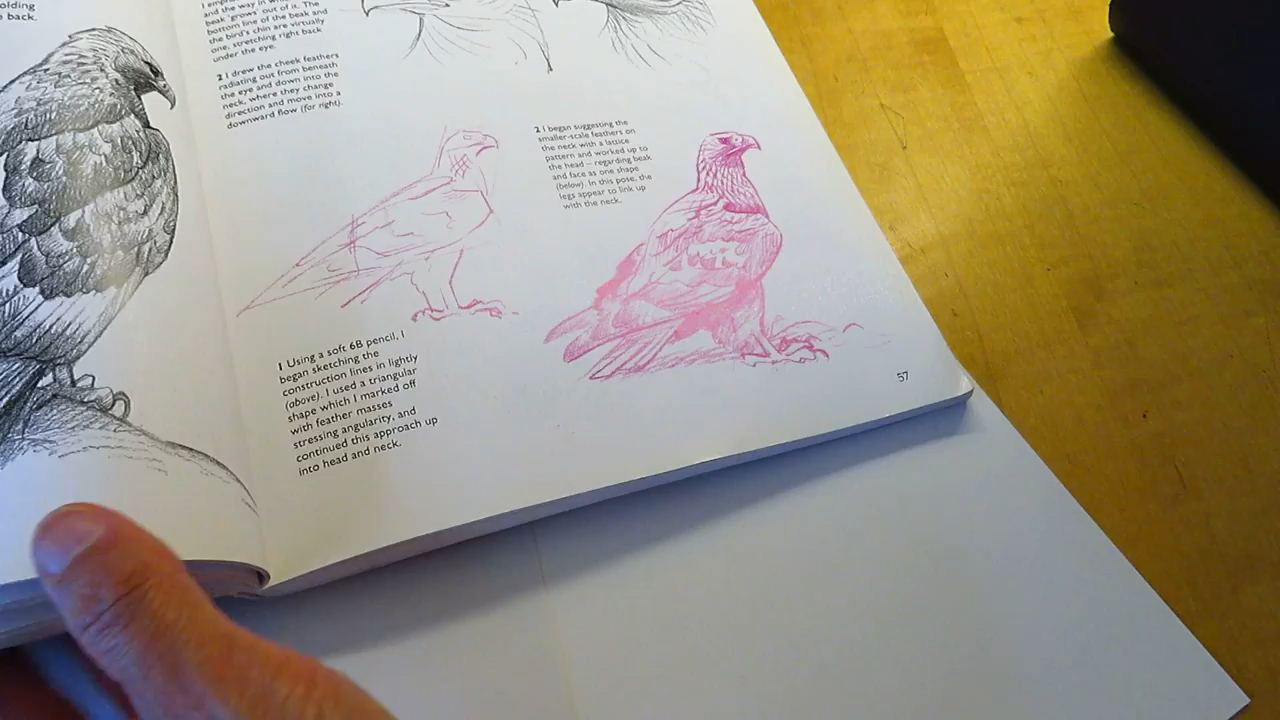 olding
e back.
and the way in w
beak 'grows' out of it. The
bottom line of the beak and
the bird's chin are virtually
one, stretching right back
under the eye.
2 I drew the cheek feathers
radiating out from beneath
the eye and down into the
neck, where they change
direction and move into a
downward flow (far right).
1 Using a soft 6B pencil, I
began sketching the
construction lines in lightly
(above). I used a triangular
shape which I marked off
with feather masses
stressing angularity, and
continued this approach up
into head and neck.
2 I began suggesting the
smaller-scale feathers on
the neck with a lattice
pattern and worked up to
the head – regarding beak
and face as one shape
(below). In this pose, the
legs appear to link up
with the neck.
57